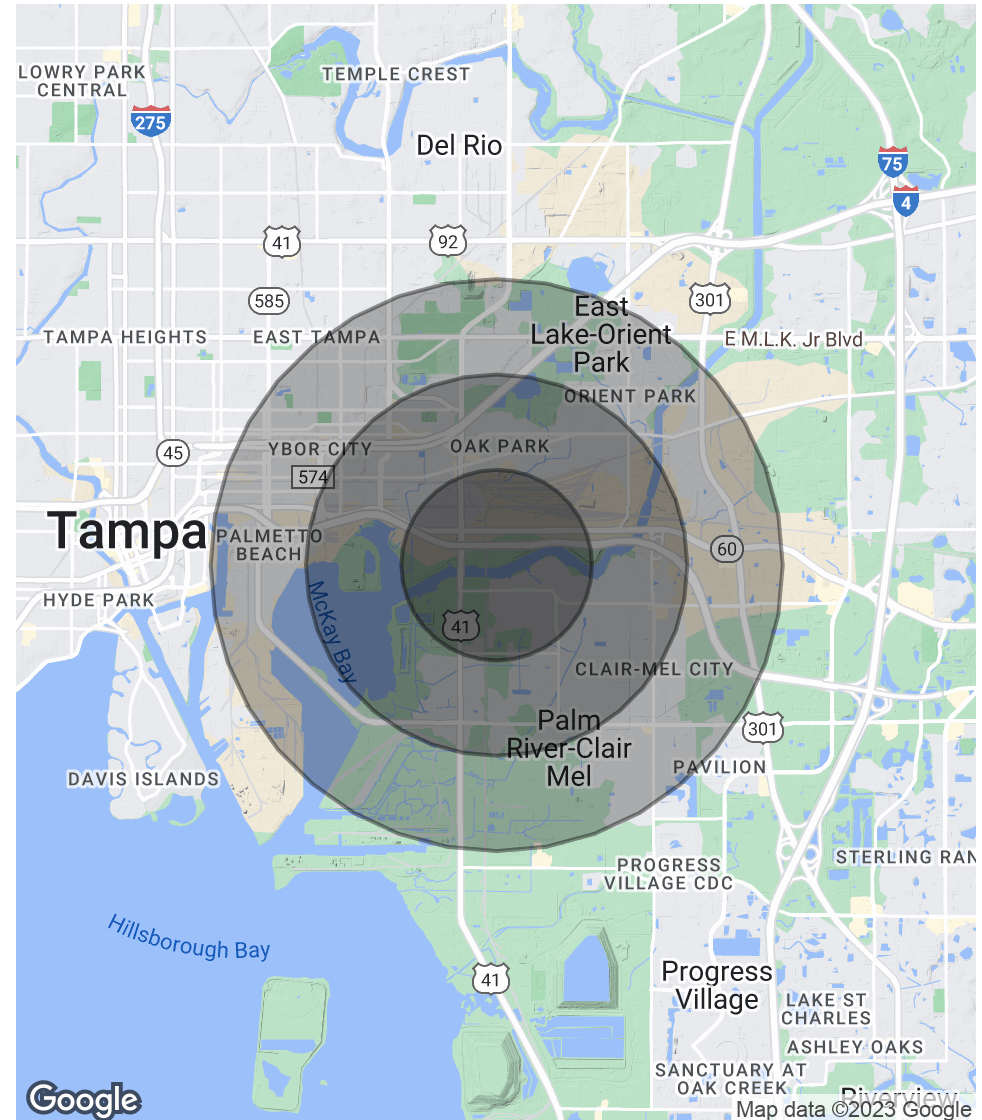 LOWRY PARK
CENTRAL
TEMPLE CREST
275
Del Rio
75
4
41
92
585
301
East
Lake-Orient
Park
TAMPA HEIGHTS
EAST TAMPA
E M.L.K. Jr Blvd
ORIENT PARK
YBOR CITY
OAK PARK
45
574
Tampa
PALMETTO
BEACH
60
HYDE PARK
McKay Bay
41
CLAIR-MEL CITY
Palm
River-Clair
Mel
301
PAVILION
DAVIS ISLANDS
PROGRESS
VILLAGE CDC
STERLING RAN
Hillsborough Bay
41
Progress
Village
LAKE ST
CHARLES
ASHLEY OAKS
SANCTUARY AT
OAK CREEK
Riverview
Google
Map data ©2023 Google